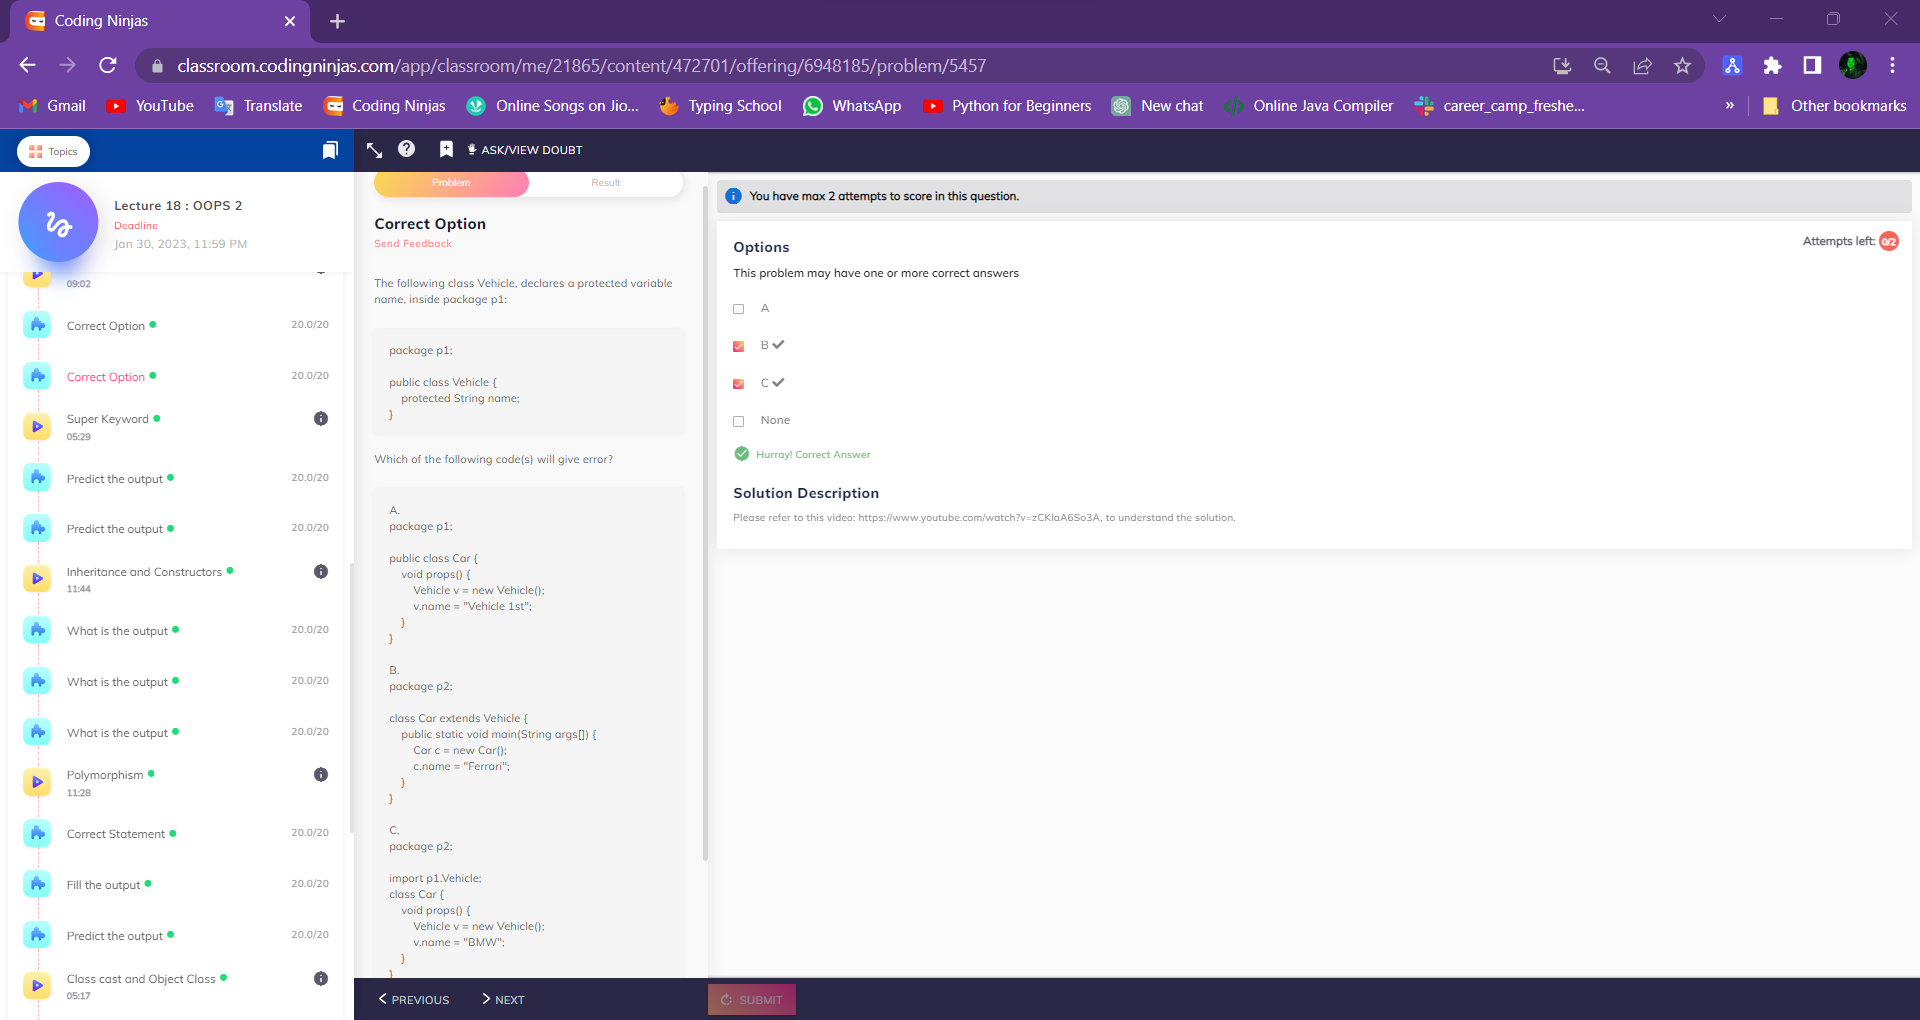 Coding Ninjas
classroom.codingninjas.com/app/classroom/me/21865/content/472701/offering/6948185/problem/5457
Gmail
YouTube
Translate
Coding Ninjas
Online Songs on Jio...
Typing School
WhatsApp
Python for Beginners
New chat
Online Java Compiler
career_camp_freshe...
»
Other bookmarks
Topics
ASK/VIEW DOUBT
Lecture 18 : OOPS 2
Deadline
Jan 30, 2023, 11:59 PM
09:02
Correct Option
20.0/20
Correct Option
20.0/20
Super Keyword
05:29
Predict the output
20.0/20
Predict the output
20.0/20
Inheritance and Constructors
11:44
What is the output
20.0/20
What is the output
20.0/20
What is the output
20.0/20
Polymorphism
11:28
Correct Statement
20.0/20
Fill the output
20.0/20
Predict the output
20.0/20
Class cast and Object Class
05:17
Problem
Result
Correct Option
Send Feedback
The following class Vehicle, declares a protected variable
name, inside package p1:
package p1;
public class Vehicle {
protected String name;
}
Which of the following code(s) will give error?
A.
package p1;
public class Car {
void props() {
Vehicle v = new Vehicle();
v.name = "Vehicle 1st";
}
}
B.
package p2;
class Car extends Vehicle {
public static void main(String args[]) {
Car c = new Car();
c.name = "Ferrari";
}
}
C.
package p2;
import p1.Vehicle;
class Car {
void props() {
Vehicle v = new Vehicle();
v.name = "BMW";
}
}
PREVIOUS
NEXT
You have max 2 attempts to score in this question.
Options
Attempts left: 0/2
This problem may have one or more correct answers
A
B
C
None
Hurray! Correct Answer
Solution Description
Please refer to this video: https://www.youtube.com/watch?v=zCKlaA6So3A, to understand the solution.
SUBMIT